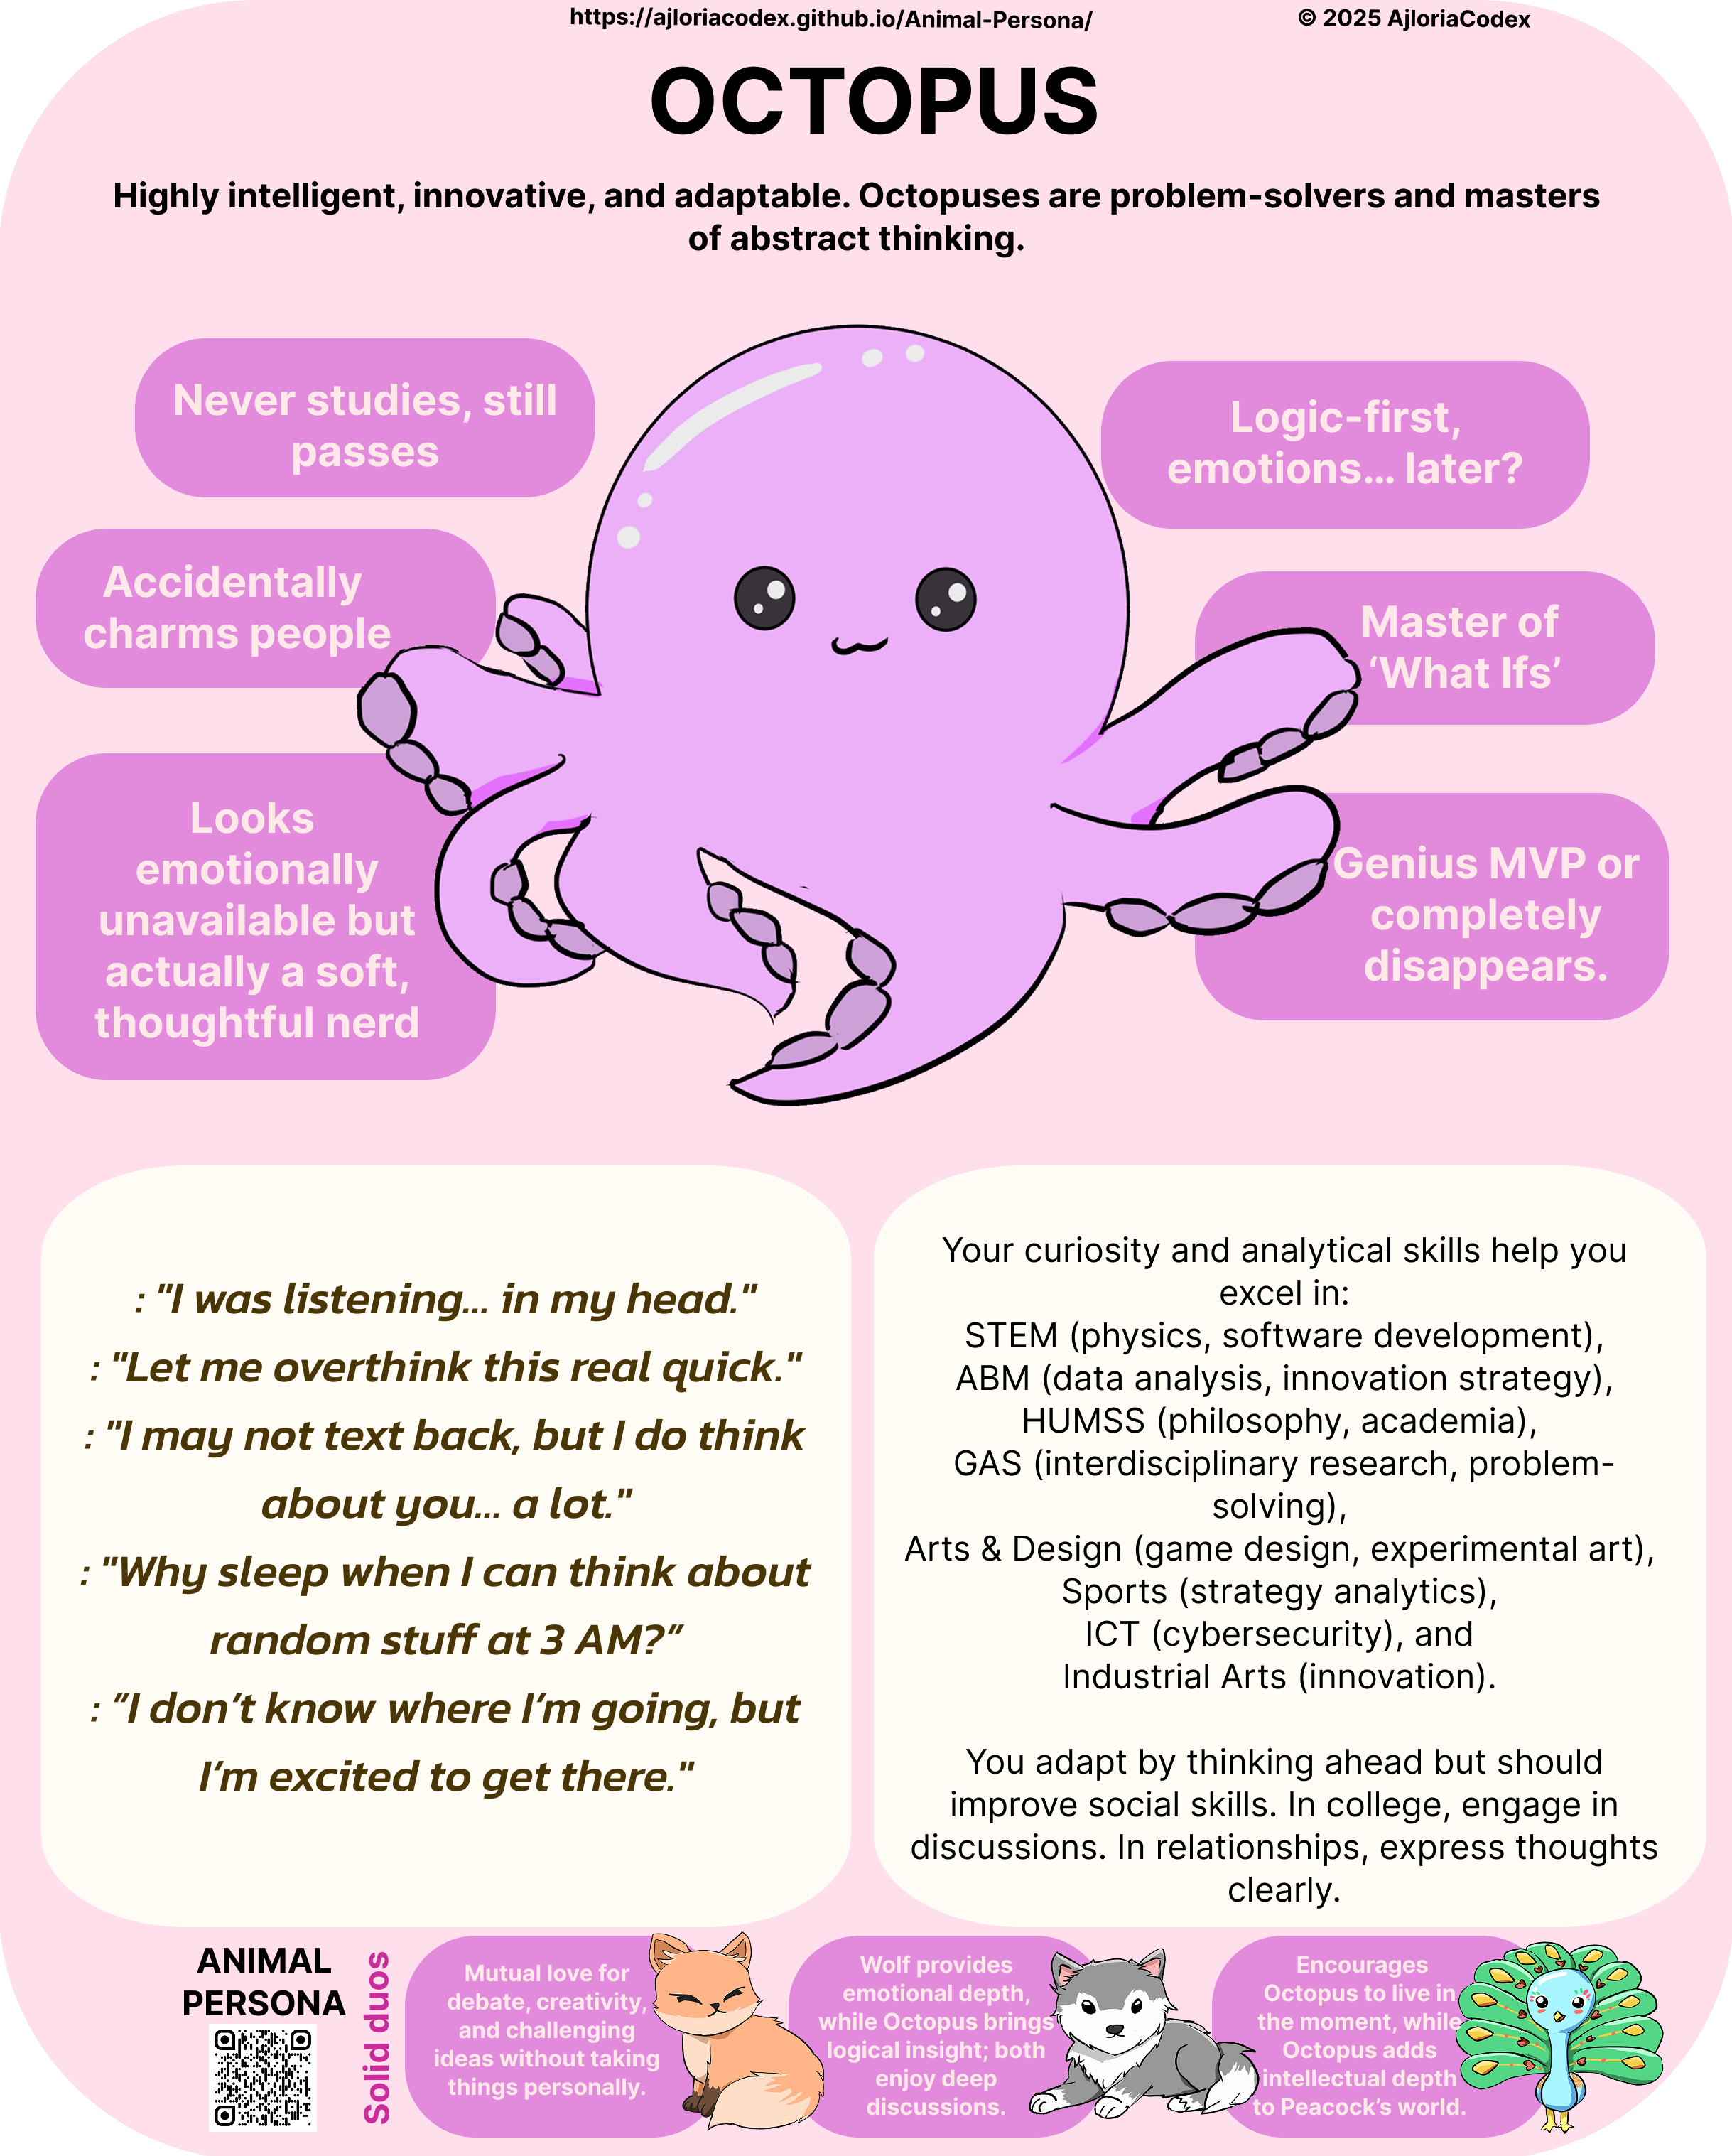 https://ajloriacodex.github.io/Animal-Persona/
© 2025 AjloriaCodex
OCTOPUS
Highly intelligent, innovative, and adaptable. Octopuses are problem-solvers and masters
of abstract thinking.
Never studies, still
passes
Accidentally
charms people
Looks
emotionally
unavailable but
actually a soft,
thoughtful nerd
Logic-first,
emotions... later?
Master of
‘What Ifs’
Genius MVP or
completely
disappears.
: "I was listening... in my head."
: "Let me overthink this real quick."
: "I may not text back, but I do think
about you... a lot."
: "Why sleep when I can think about
random stuff at 3 AM?”
: “I don’t know where I’m going, but
I’m excited to get there."
Your curiosity and analytical skills help you
excel in:
STEM (physics, software development),
ABM (data analysis, innovation strategy),
HUMSS (philosophy, academia),
GAS (interdisciplinary research, problem-
solving),
Arts & Design (game design, experimental art),
Sports (strategy analytics),
ICT (cybersecurity), and
Industrial Arts (innovation).
You adapt by thinking ahead but should
improve social skills. In college, engage in
discussions. In relationships, express thoughts
clearly.
ANIMAL
PERSONA
Solid duos
Mutual love for
debate, creativity,
and challenging
ideas without taking
things personally.
Wolf provides
emotional depth,
while Octopus brings
logical insight; both
enjoy deep
discussions.
Encourages
Octopus to live in
the moment, while
Octopus adds
intellectual depth
to Peacock’s world.